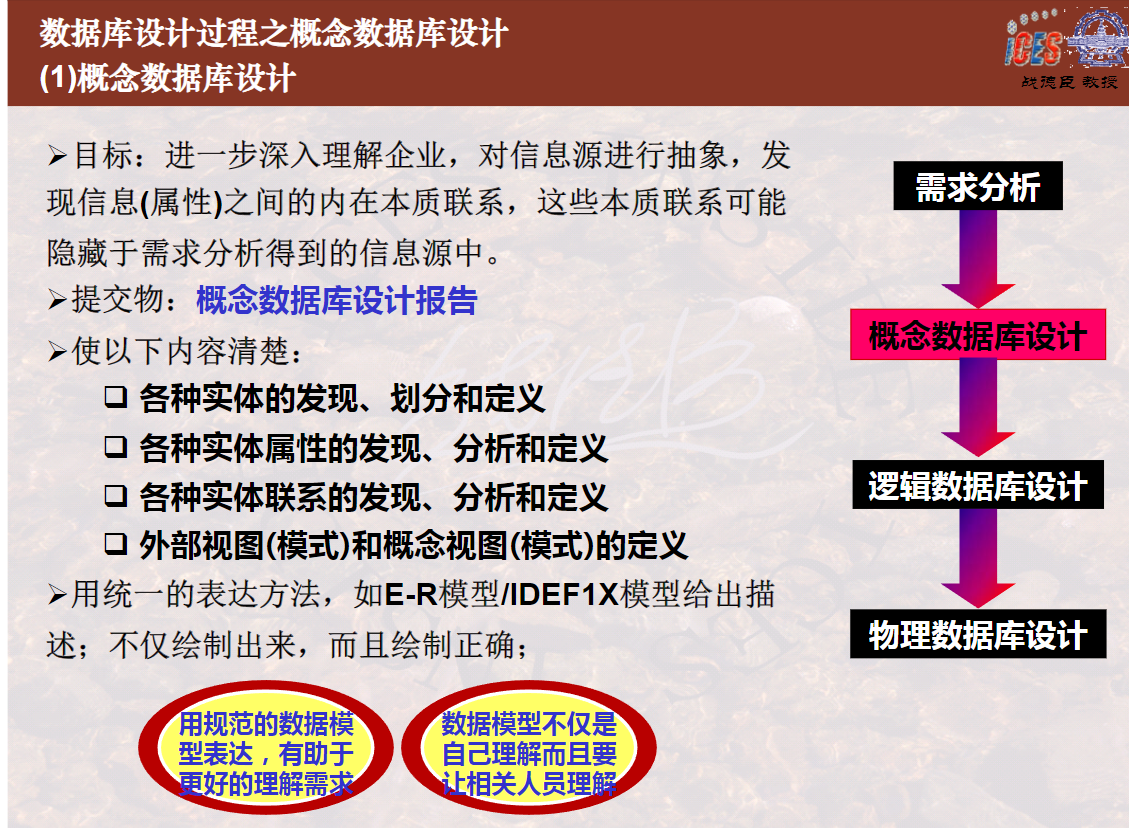 数据库设计过程之概念数据库设计
(1)概念数据库设计
ICES
战德臣 教授
➢目标：进一步深入理解企业，对信息源进行抽象，发
现信息(属性)之间的内在本质联系，这些本质联系可能
隐藏于需求分析得到的信息源中。
➢提交物：概念数据库设计报告
➢使以下内容清楚：
❑ 各种实体的发现、划分和定义
❑ 各种实体属性的发现、分析和定义
❑ 各种实体联系的发现、分析和定义
❑ 外部视图(模式)和概念视图(模式)的定义
➢用统一的表达方法，如E-R模型/IDEF1X模型给出描
述；不仅绘制出来，而且绘制正确；
用规范的数据模
型表达，有助于
更好的理解需求
数据模型不仅是
自己理解而且要
让相关人员理解
需求分析
概念数据库设计
逻辑数据库设计
物理数据库设计